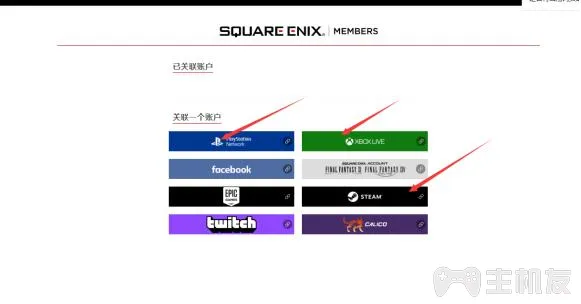 SQUARE ENIX. | MEMBERS
已关联账户
关联一个账户
PlayStation
Network
XBOX LIVE
facebook
SQUARE ENIX ACCOUNT
FINAL FANTASY XI FINAL FANTASY XIV
EPIC
GAMES
STEAM
twitch
CALICO
主机友